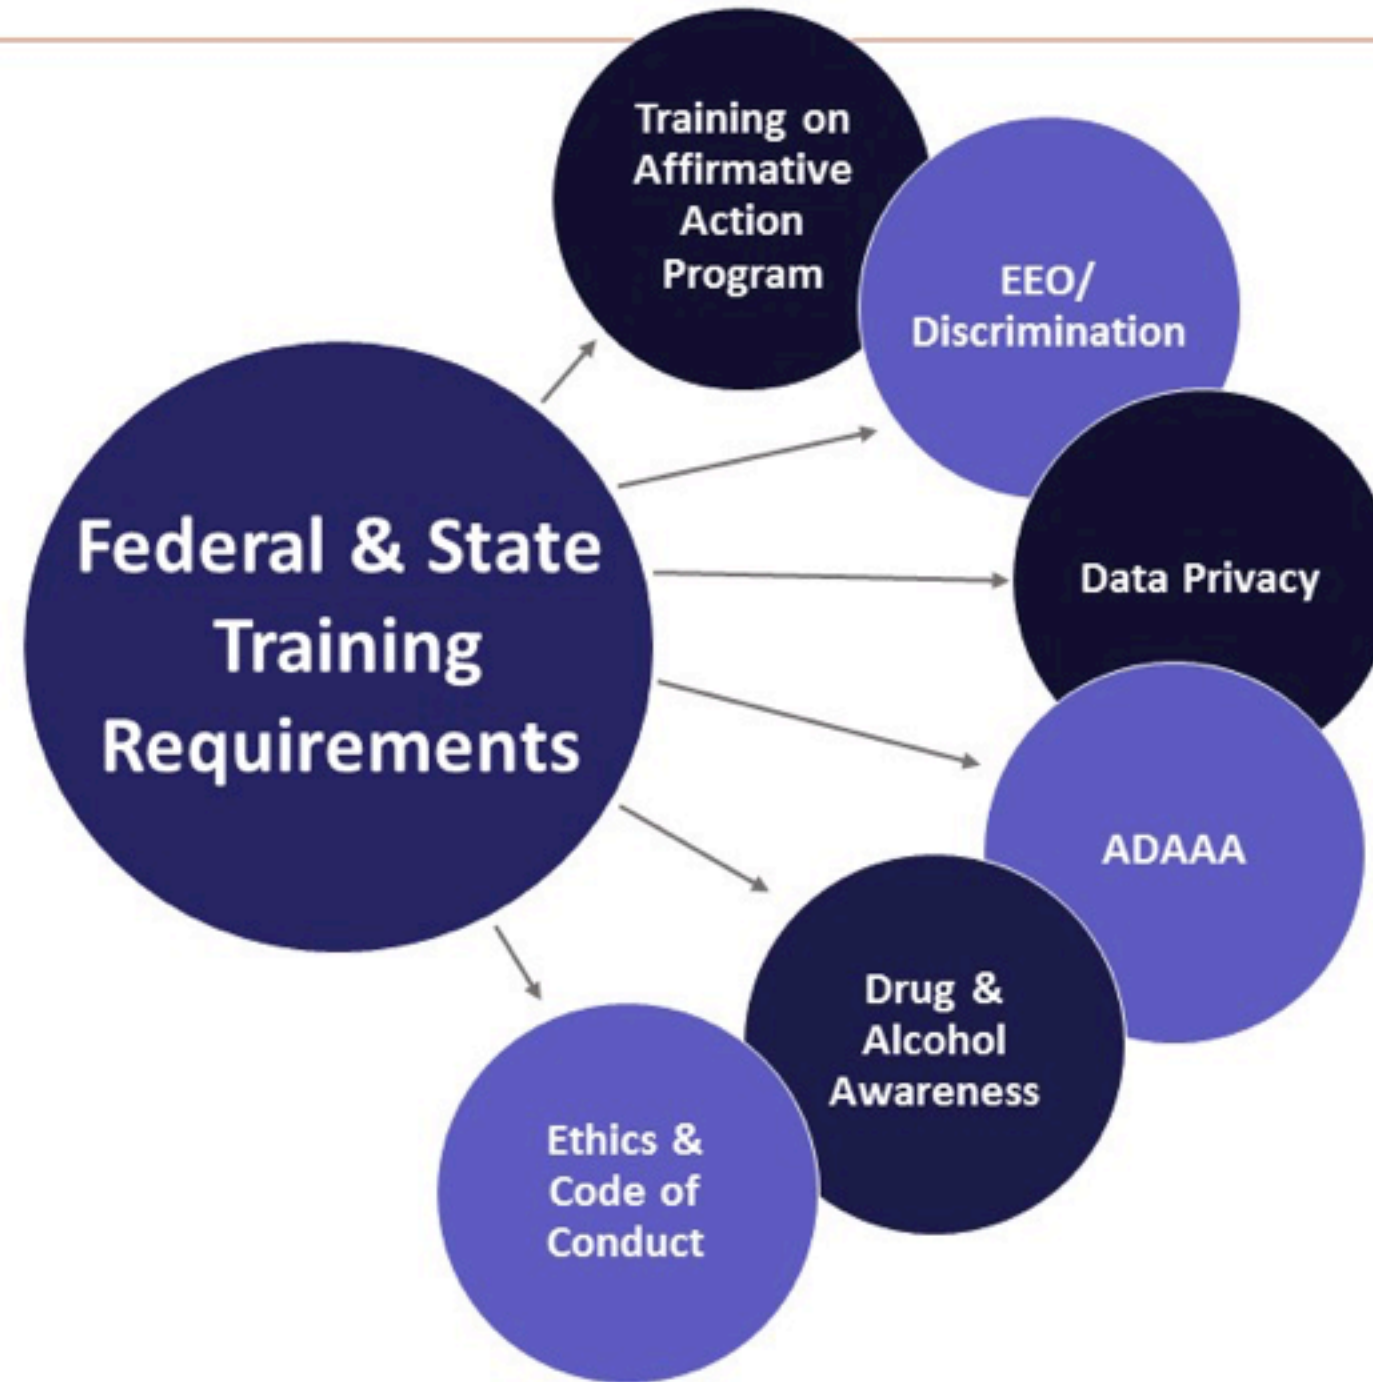 Training on
Affirmative
Action
Program
EEO/
Discrimination
Federal & State
Training
Requirements
Data Privacy
ADAAA
Drug &
Alcohol
Awareness
Ethics &
Code of
Conduct